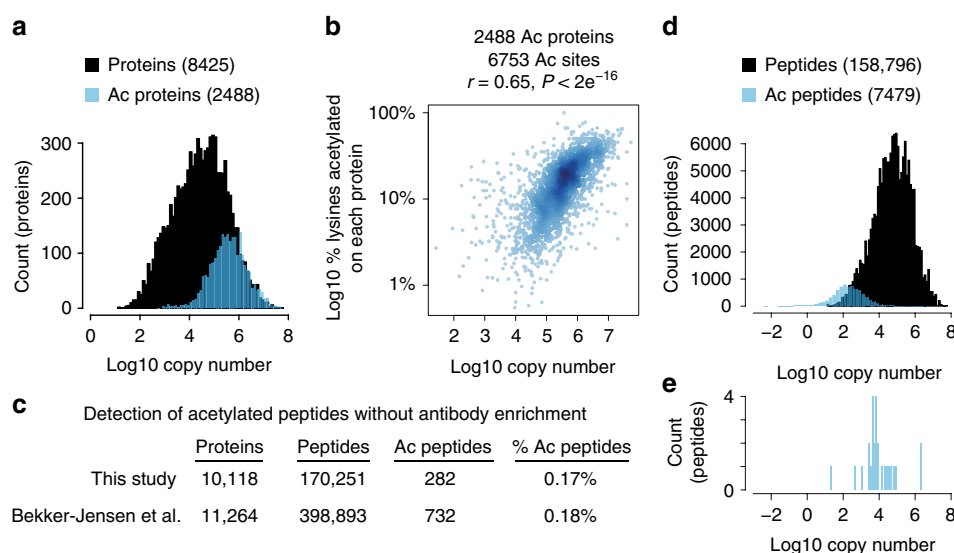 a
Proteins (8425)
Ac proteins (2488)
Count (proteins)
300
200
100
0
0 2 4 6 8
Log10 copy number
b
2488 Ac proteins
6753 Ac sites
r = 0.65, P < 2e−16
Log10 % lysines acetylated
on each protein
100%
10%
1%
2 3 4 5 6 7
Log10 copy number
c
Detection of acetylated peptides without antibody enrichment
Proteins Peptides Ac peptides % Ac peptides
This study 10,118 170,251 282 0.17%
Bekker-Jensen et al. 11,264 398,893 732 0.18%
d
Peptides (158,796)
Ac peptides (7479)
Count (peptides)
6000
5000
4000
3000
2000
1000
0
−2 0 2 4 6 8
Log10 copy number
e
Count
(peptides)
4
2
0
−2 0 2 4 6 8
Log10 copy number